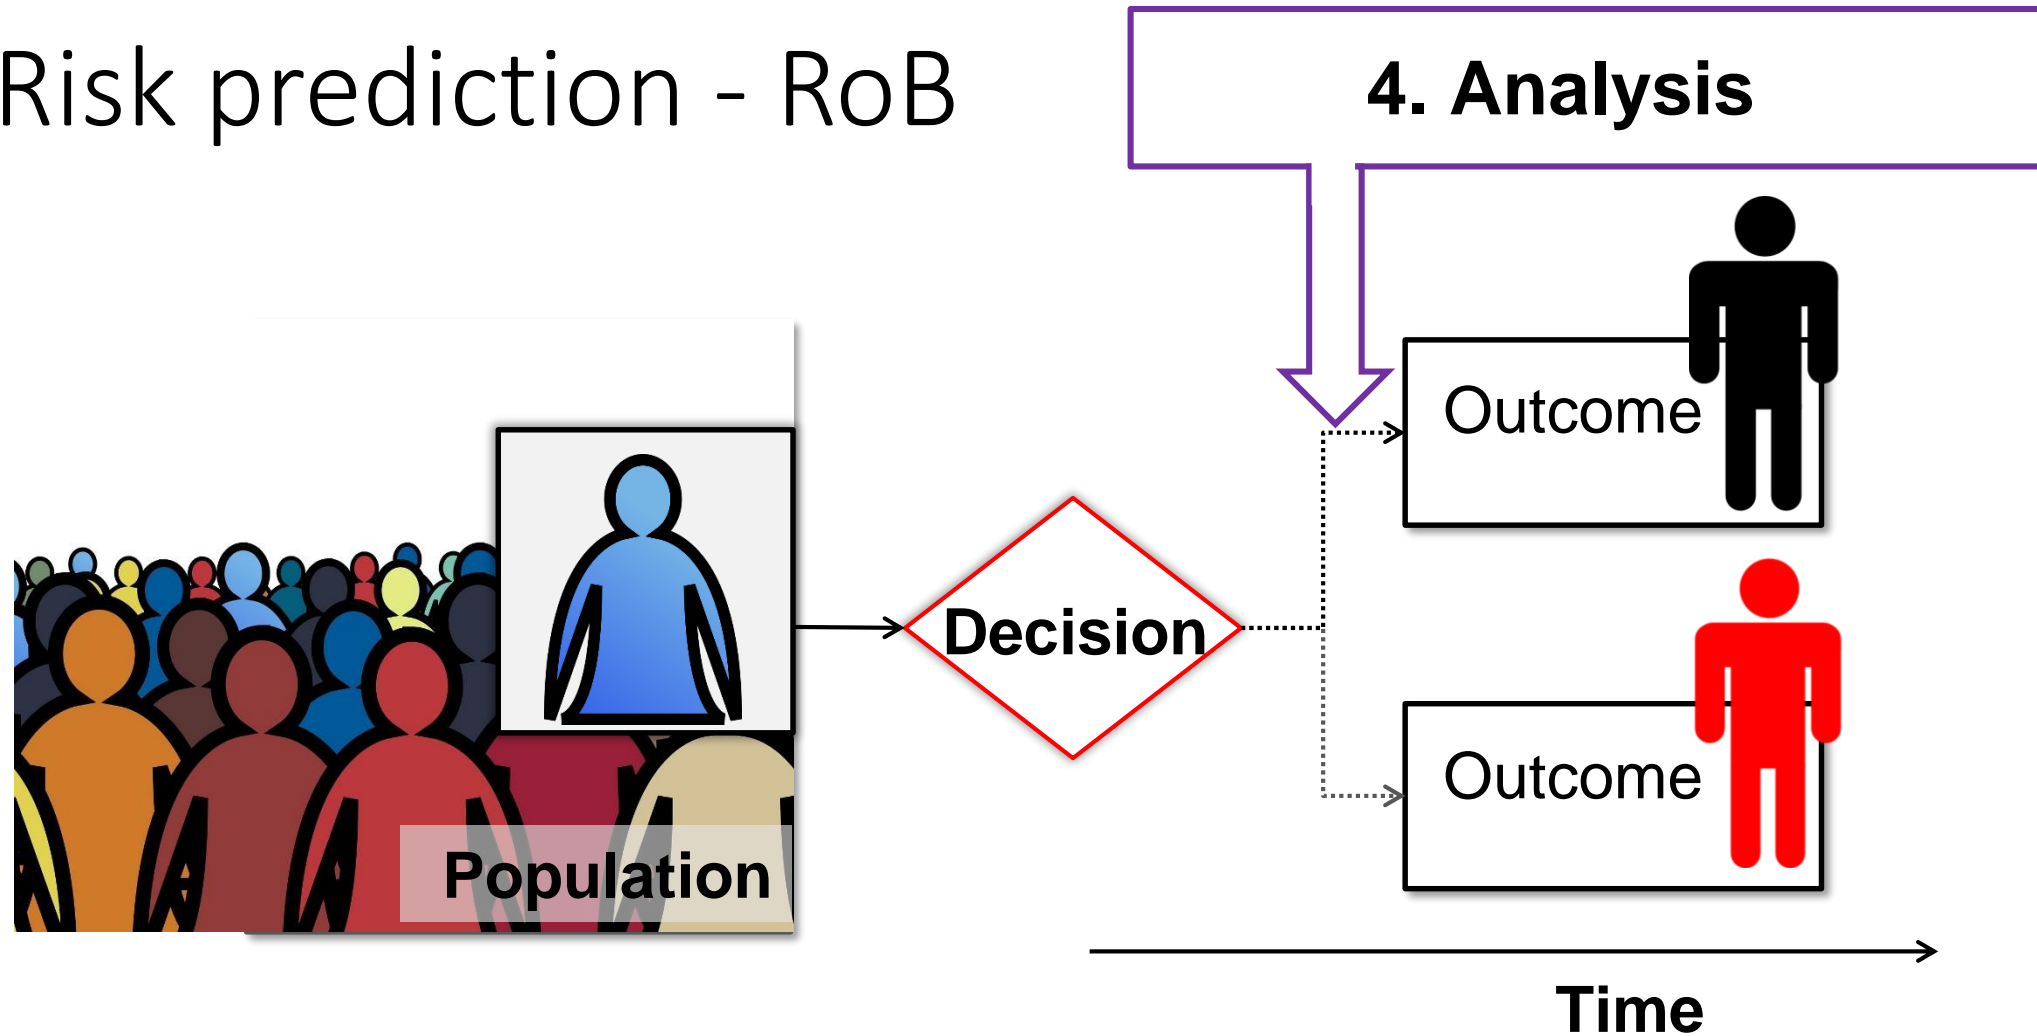 Risk prediction - RoB
4. Analysis
Outcome
Decision
Outcome
Population
Time